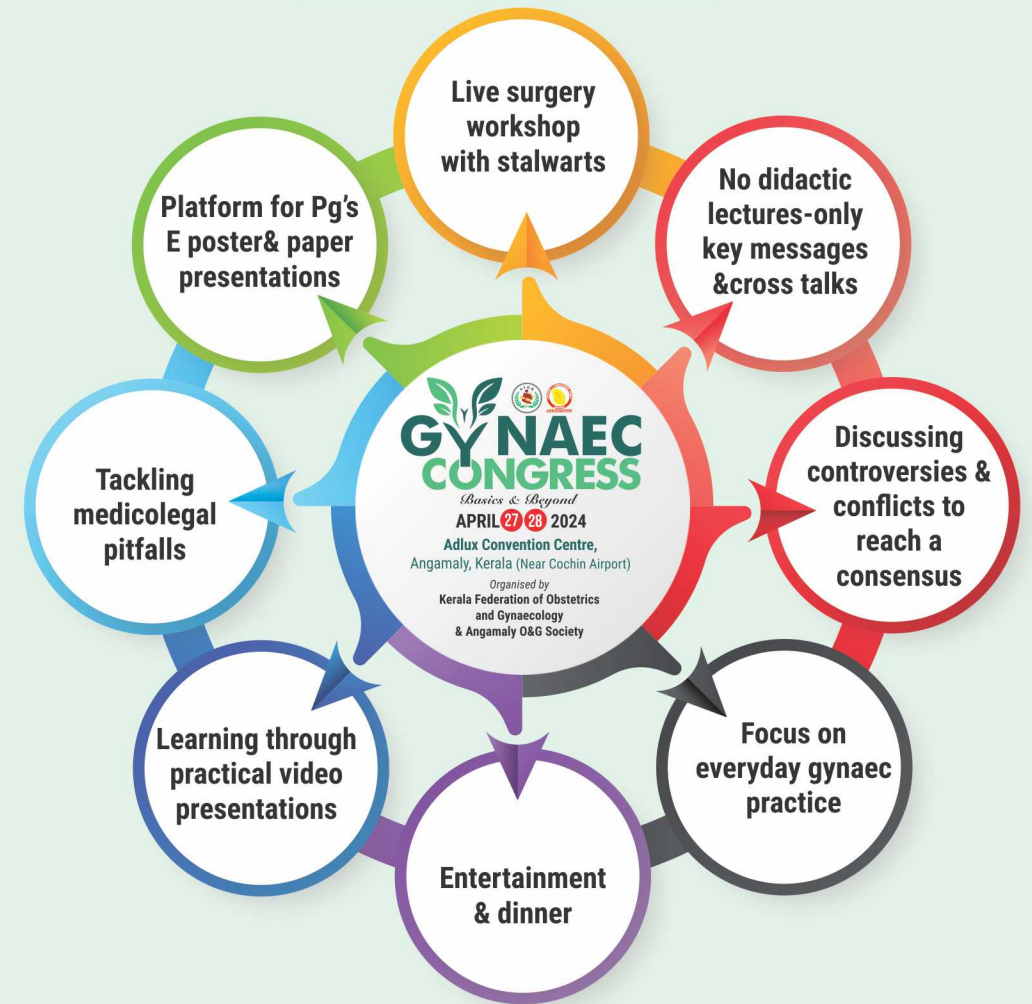 Live surgery
workshop
with stalwarts
No didactic
lectures-only
key messages
&cross talks
Discussing
controversies &
conflicts to
reach a
consensus
Focus on
everyday gynaec
practice
Entertainment
& dinner
Learning through
practical video
presentations
Tackling
medicolegal
pitfalls
Platform for Pg's
E poster& paper
presentations
GYNAEC
CONGRESS
Basics & Beyond
APRIL 27 28 2024
Adlux Convention Centre,
Angamaly, Kerala (Near Cochin Airport)
Organised by
Kerala Federation of Obstetrics
and Gynaecology
& Angamaly O&G Society